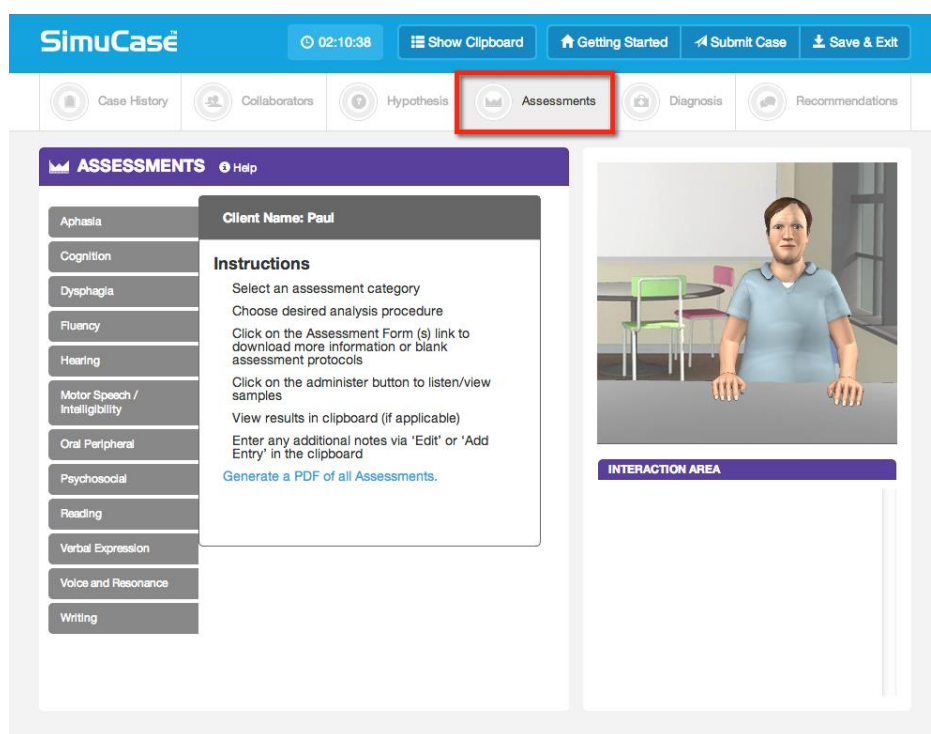 SimuCase™
02:10:38
Show Clipboard
Getting Started
Submit Case
Save & Exit
Case History
Collaborators
Hypothesis
Assessments
Diagnosis
Recommendations
ASSESSMENTS
Help
Aphasia
Cognition
Dysphagia
Fluency
Hearing
Motor Speech /
Intelligibility
Oral Peripheral
Psychosocial
Reading
Verbal Expression
Voice and Resonance
Writing
Client Name: Paul
Instructions
Select an assessment category
Choose desired analysis procedure
Click on the Assessment Form (s) link to
download more information or blank
assessment protocols
Click on the administer button to listen/view
samples
View results in clipboard (if applicable)
Enter any additional notes via 'Edit' or 'Add
Entry' in the clipboard
Generate a PDF of all Assessments.
INTERACTION AREA